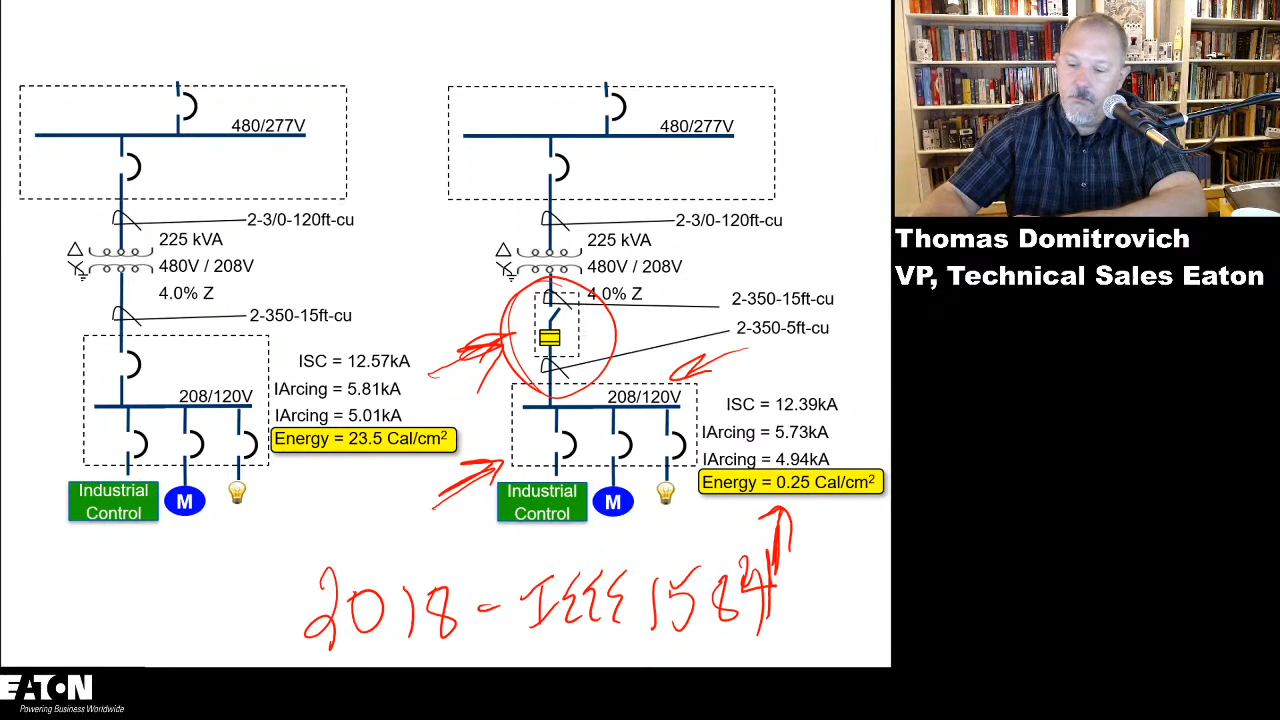 480/277V
2-3/0-120ft-cu
225 kVA
480V / 208V
4.0% Z
2-350-15ft-cu
ISC = 12.57kA
IArcing = 5.81kA
208/120V
IArcing = 5.01kA
Energy = 23.5 Cal/cm²
Industrial
Control
M
480/277V
2-3/0-120ft-cu
225 kVA
480V / 208V
4.0% Z
2-350-15ft-cu
2-350-5ft-cu
208/120V
ISC = 12.39kA
IArcing = 5.73kA
IArcing = 4.94kA
Energy = 0.25 Cal/cm²
Industrial
Control
M
2018 - IEEE 1584
Thomas Domitrovich
VP, Technical Sales Eaton
EATON
Powering Business Worldwide